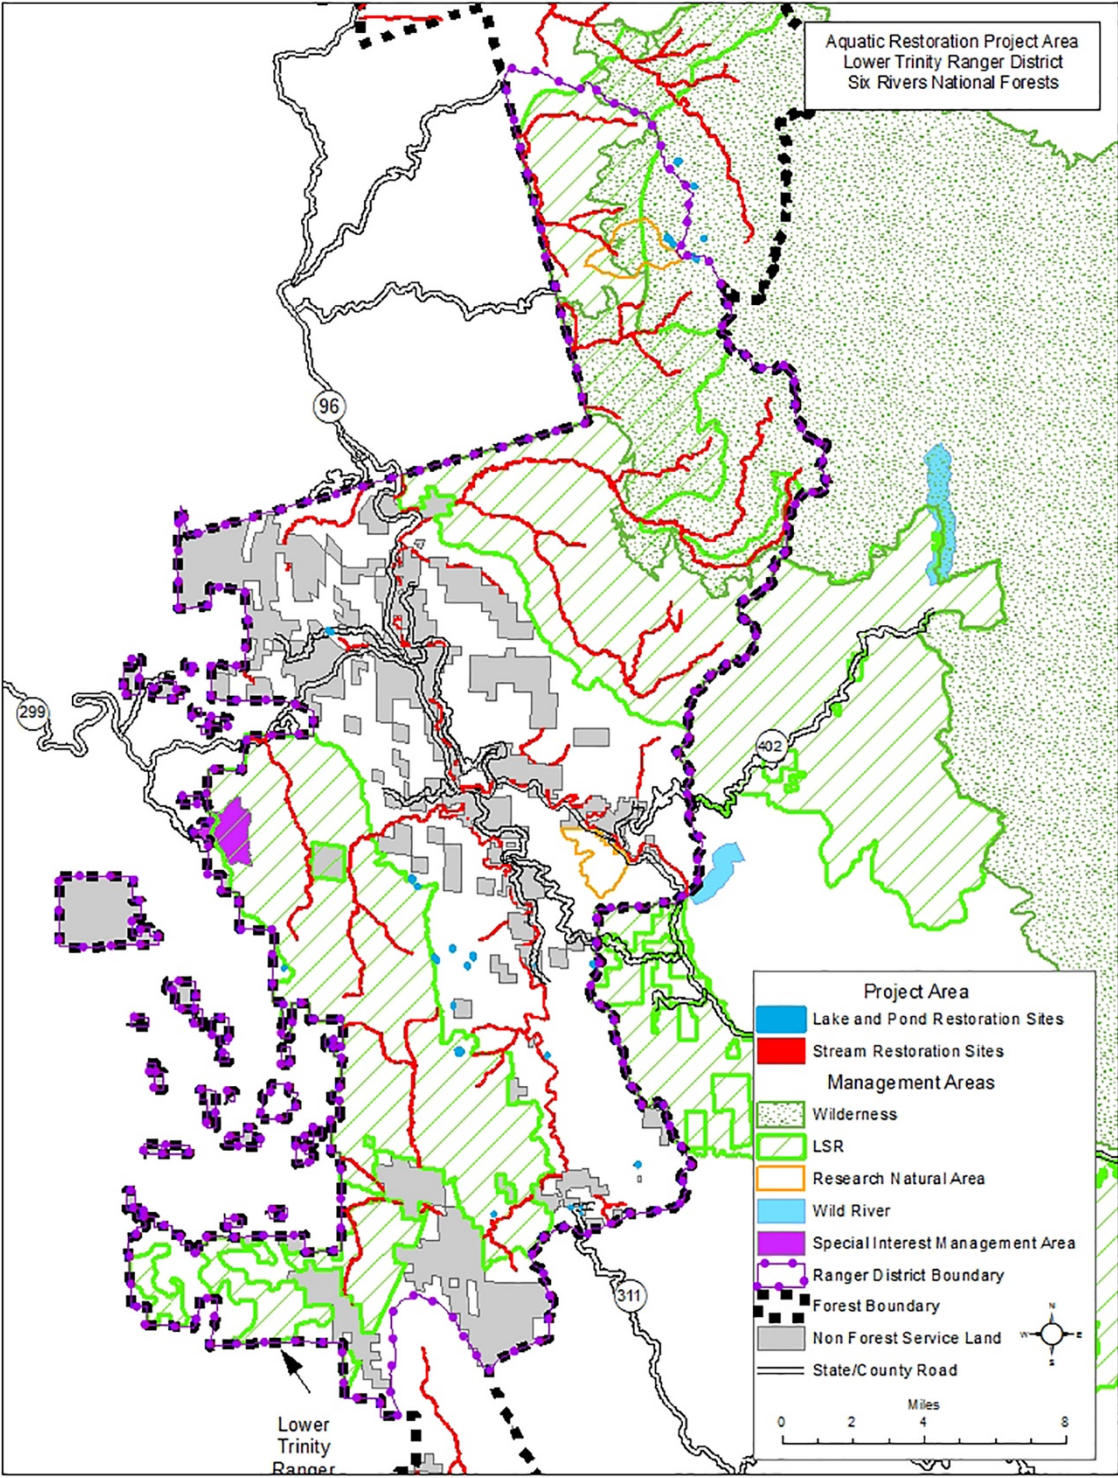 Aquatic Restoration Project Area
Lower Trinity Ranger District
Six Rivers National Forests
96
299
402
Project Area
Lake and Pond Restoration Sites
Stream Restoration Sites
Management Areas
Wilderness
LSR
Research Natural Area
Wild River
Special Interest Management Area
Ranger District Boundary
Forest Boundary
Non Forest Service Land
State/County Road
N
W E
S
Miles
0 2 4 8
311
Lower
Trinity
Ranger